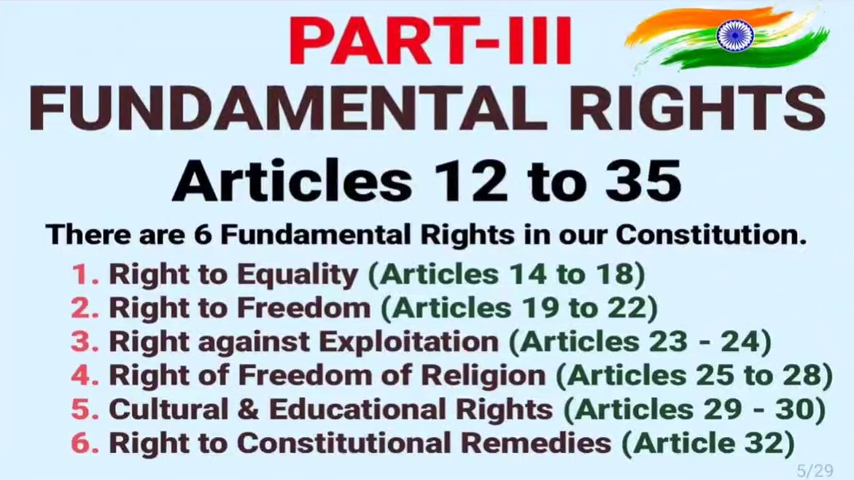 PART-III
FUNDAMENTAL RIGHTS
Articles 12 to 35
There are 6 Fundamental Rights in our Constitution.
1. Right to Equality (Articles 14 to 18)
2. Right to Freedom (Articles 19 to 22)
3. Right against Exploitation (Articles 23 - 24)
4. Right of Freedom of Religion (Articles 25 to 28)
5. Cultural & Educational Rights (Articles 29 - 30)
6. Right to Constitutional Remedies (Article 32)
5/29